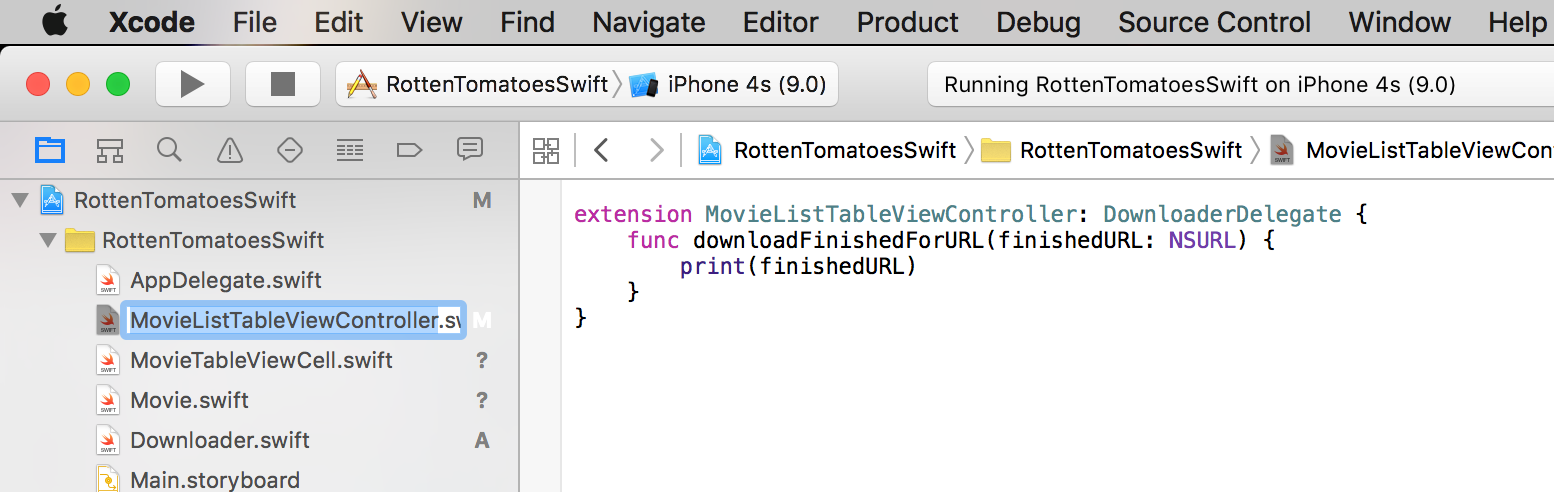 Xcode File Edit View Find Navigate Editor Product Debug Source Control Window Help
RottenTomatoesSwift iPhone 4s (9.0) Running RottenTomatoesSwift on iPhone 4s (9.0)
RottenTomatoesSwift RottenTomatoesSwift MovieListTableViewCon
RottenTomatoesSwift M
RottenTomatoesSwift
AppDelegate.swift
MovieListTableViewController.sw M
MovieTableViewCell.swift ?
Movie.swift ?
Downloader.swift A
Main.storyboard
extension MovieListTableViewController: DownloaderDelegate {
func downloadFinishedForURL(finishedURL: NSURL) {
print(finishedURL)
}
}